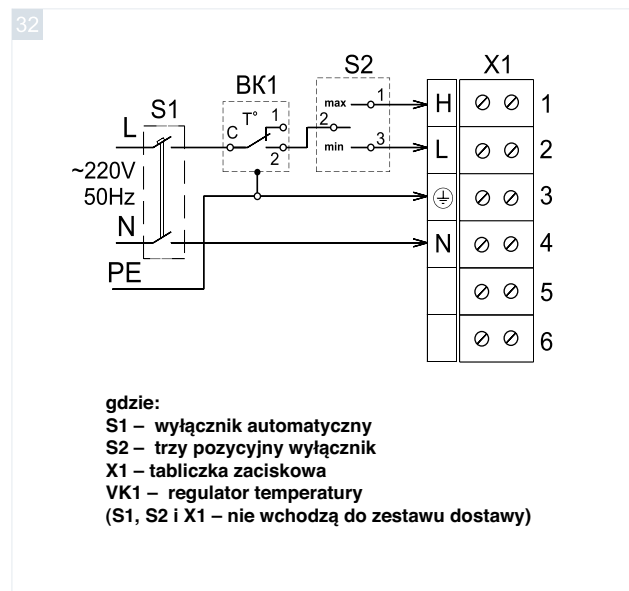 32
S2
X1
BK1
S1
T°
1
C
2
max
1
2
min
3
H
1
L
L
2
~220V
50Hz
3
N
N
4
PE
5
6
gdzie:
S1 – wyłącznik automatyczny
S2 – trzy pozycyjny wyłącznik
X1 – tabliczka zaciskowa
VK1 – regulator temperatury
(S1, S2 i X1 – nie wchodzą do zestawu dostawy)